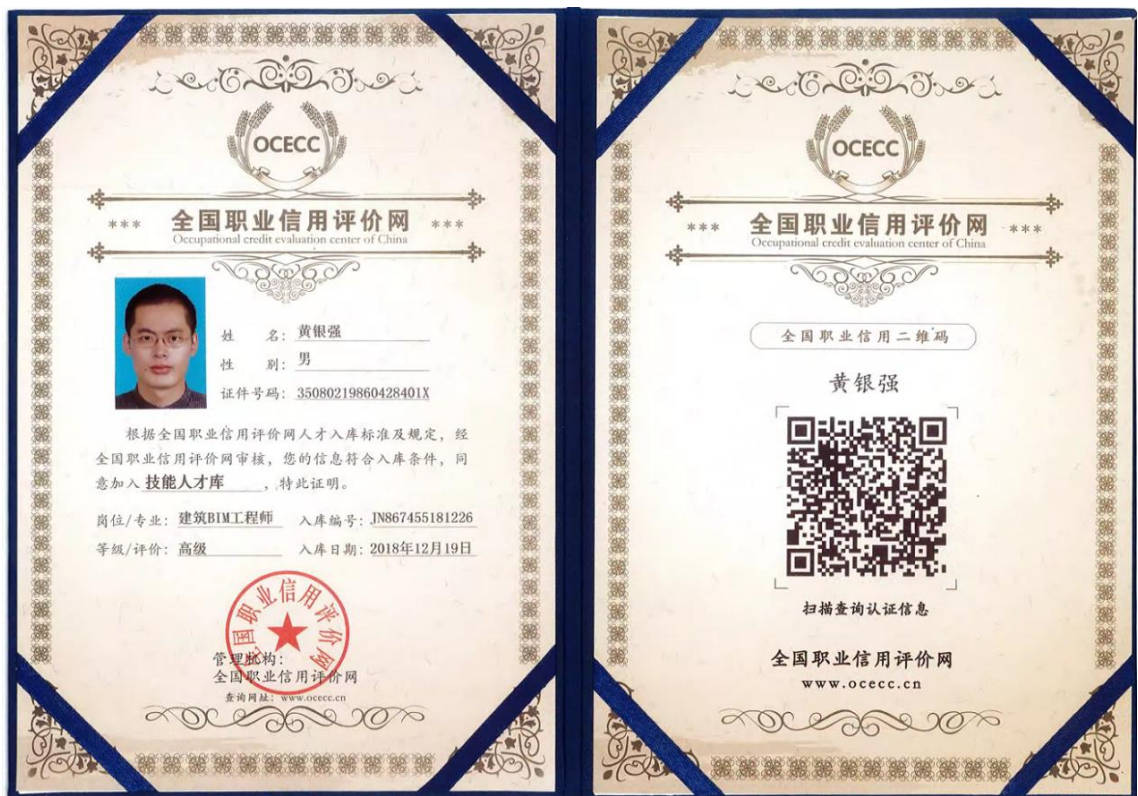 OCECC
*** 全国职业信用评价网 ***
Occupational credit evaluation center of China
姓 名: 黄银强
性 别: 男
证件号码: 35080219860428401X
根据全国职业信用评价网人才入库标准及规定,经
全国职业信用评价网审核,您的信息符合入库条件,同
意加入 技能人才库 ,特此证明。
岗位/专业: 建筑BIM工程师 入库编号: JN867455181226
等级/评价: 高级 入库日期: 2018年12月19日
全国职业信用评价网
管理机构:
全国职业信用评价网
查询网址: www.ocecc.cn
OCECC
*** 全国职业信用评价网 ***
Occupational credit evaluation center of China
全国职业信用二维码
黄银强
扫描查询认证信息
全国职业信用评价网
www.ocecc.cn